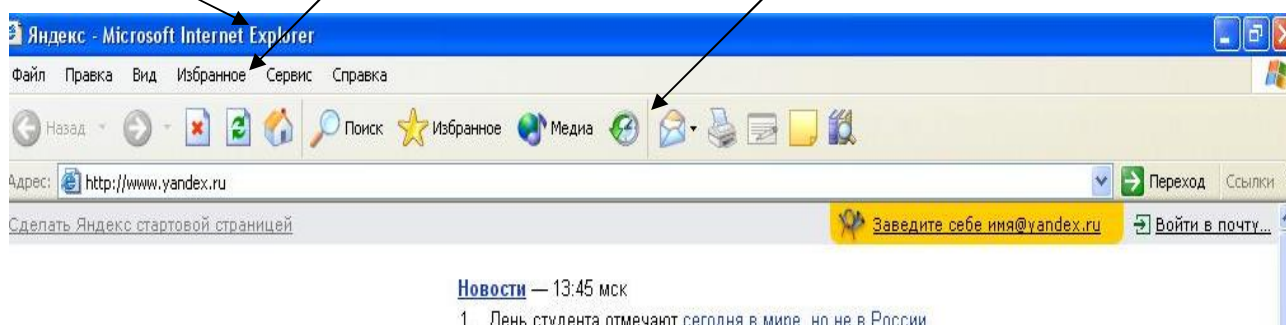 Яндекс - Microsoft Internet Explorer
Файл Правка Вид Избранное Сервис Справка
Назад Поиск Избранное Медиа
Адрес: http://www.yandex.ru Переход Ссылки
Сделать Яндекс стартовой страницей Заведите себе имя@yandex.ru Войти в почту...
Новости — 13:45 мск
1. День студента отмечают сегодня в мире, но не в России